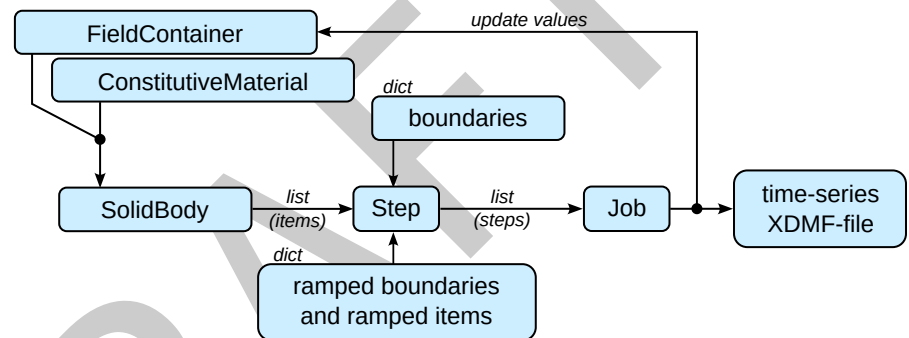 FieldContainer
update values
ConstitutiveMaterial
dict
boundaries
SolidBody
list
(items)
Step
list
(steps)
Job
time-series
XDMF-file
dict
ramped boundaries
and ramped items